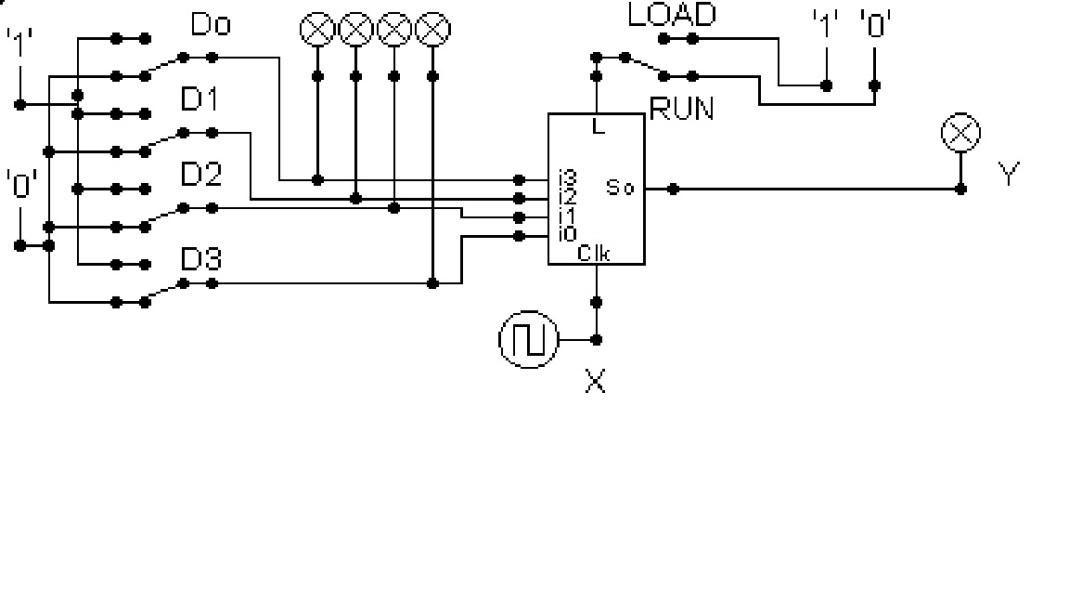 LOAD
'1' Do '1' '0'
D1 RUN
L
'0' D2 i3 So Y
i2
i1
i0
D3 Clk
X